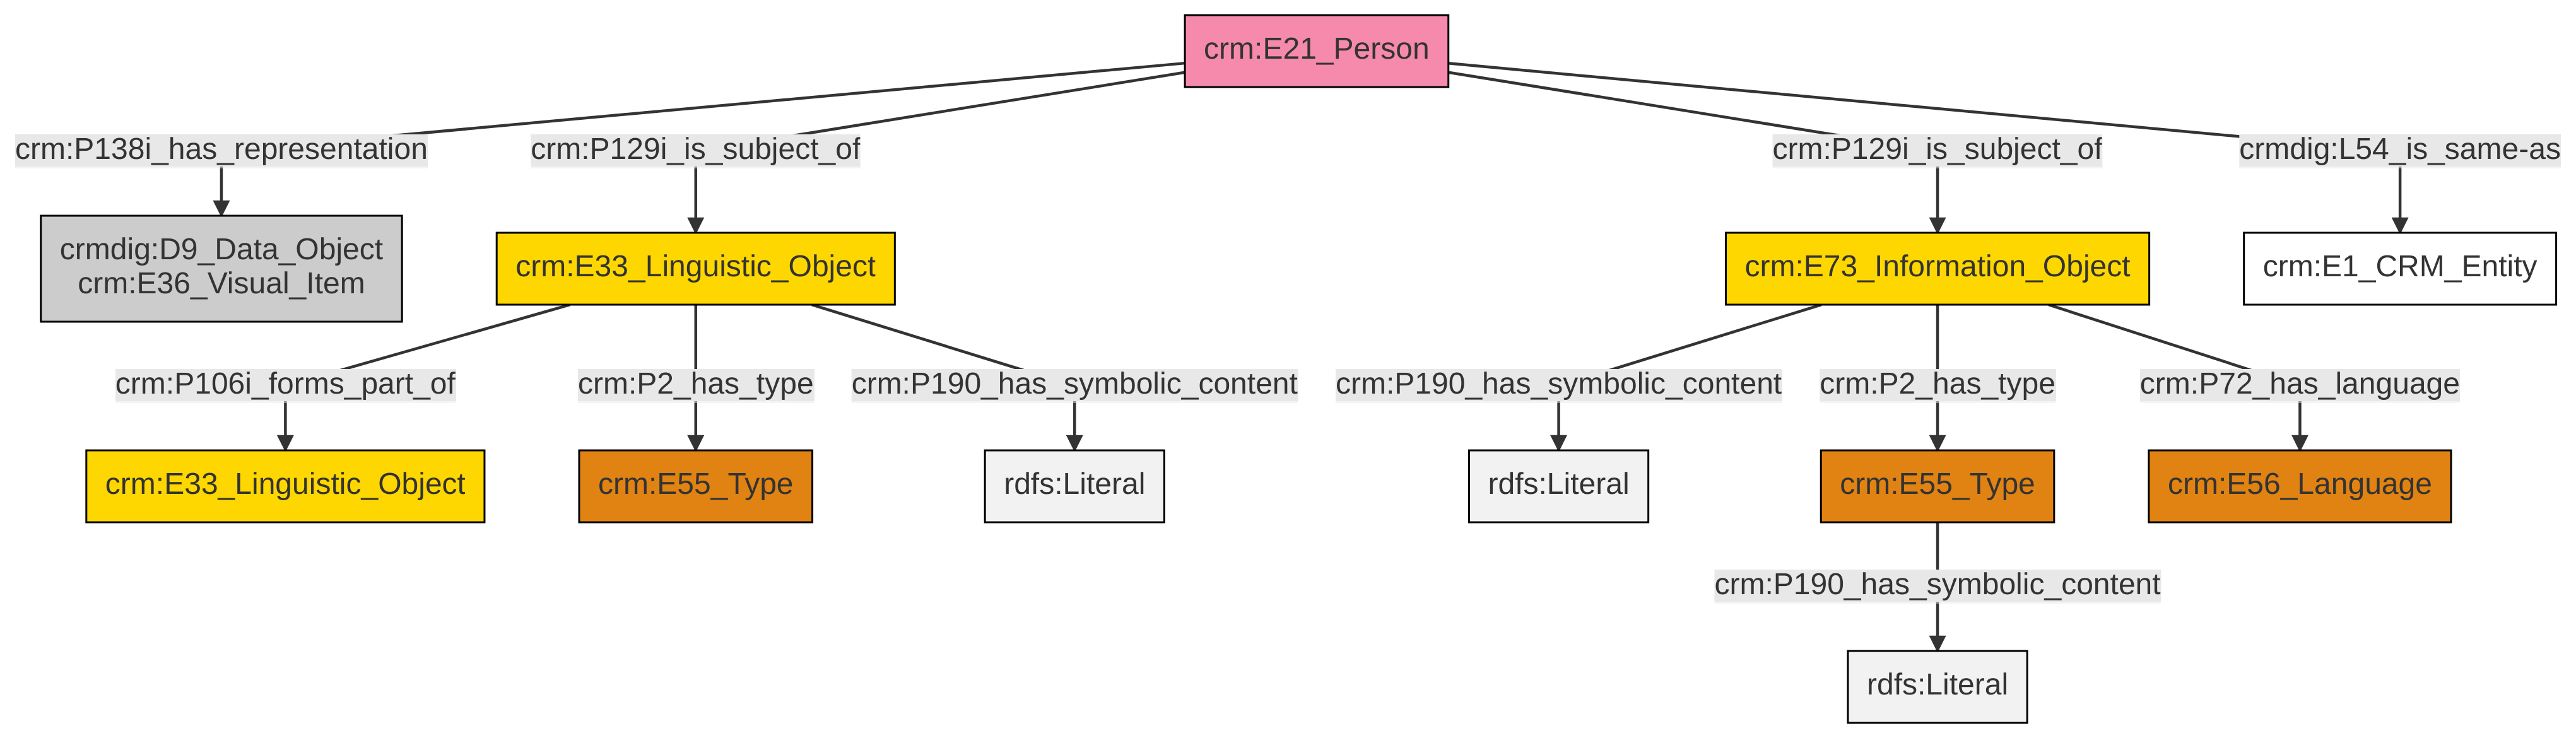 crm:E21_Person
crm:P138i_has_representation
crm:P129i_is_subject_of
crm:P129i_is_subject_of
crmdig:L54_is_same-as
crmdig:D9_Data_Object
crm:E36_Visual_Item
crm:E33_Linguistic_Object
crm:E73_Information_Object
crm:E1_CRM_Entity
crm:P106i_forms_part_of
crm:P2_has_type
crm:P190_has_symbolic_content
crm:P190_has_symbolic_content
crm:P2_has_type
crm:P72_has_language
crm:E33_Linguistic_Object
crm:E55_Type
rdfs:Literal
rdfs:Literal
crm:E55_Type
crm:E56_Language
crm:P190_has_symbolic_content
rdfs:Literal